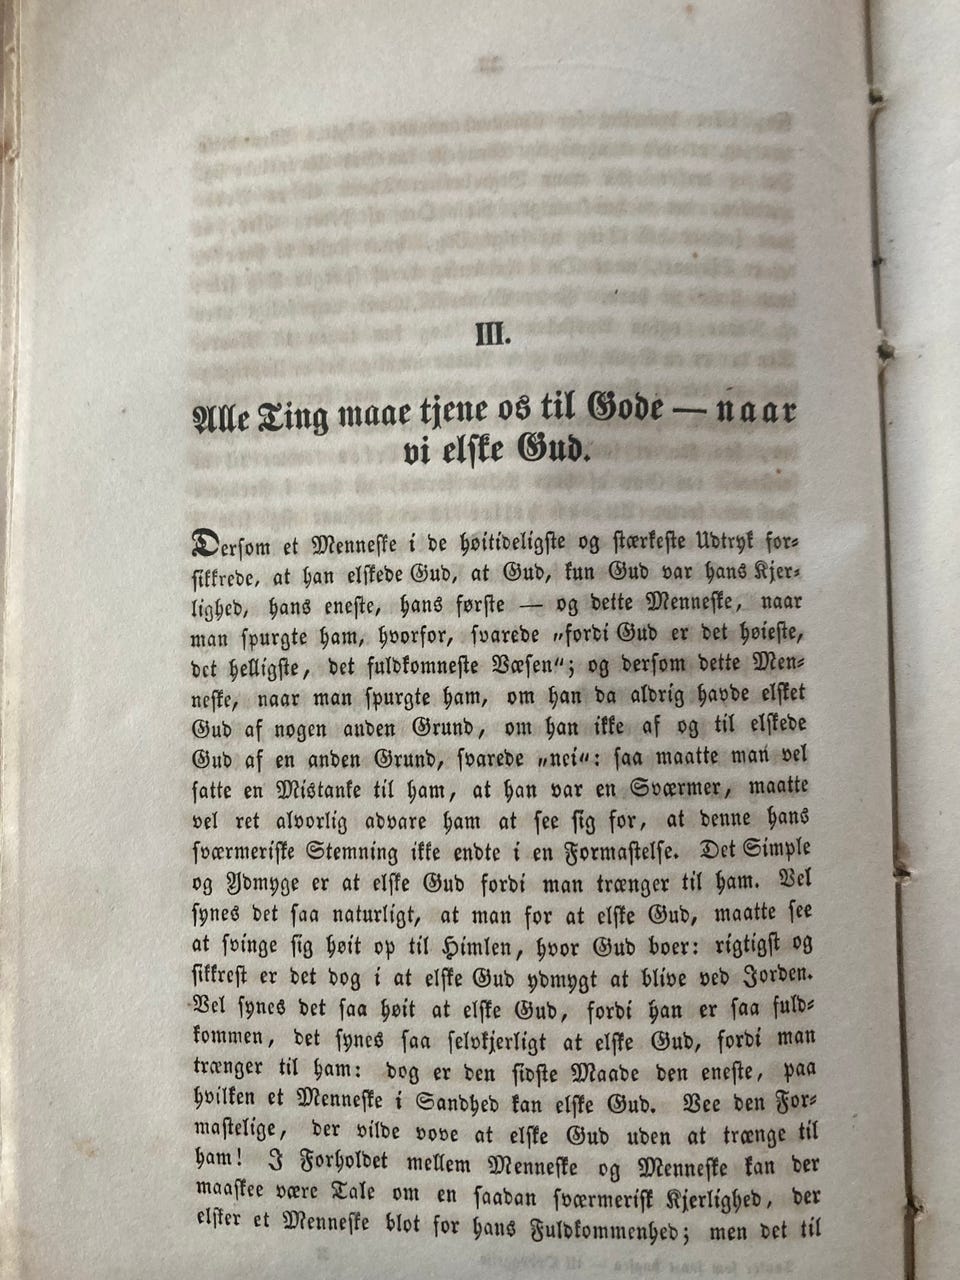 III.
Alle Ting maae tjene os til Gode — naar
vi elske Gud.
Dersom et Menneske i de høitideligste og stærkeste Udtryk for-
sikkrede, at han elskede Gud, at Gud, kun Gud var hans Kjer-
lighed, hans eneste, hans første — og dette Menneske, naar
man spurgte ham, hvorfor, svarede „fordi Gud er det høieste,
det helligste, det fuldkomneste Væsen“; og dersom dette Men-
neske, naar man spurgte ham, om han da aldrig havde elsket
Gud af nogen anden Grund, om han ikke af og til elskede
Gud af en anden Grund, svarede „nei“: saa maatte man vel
fatte en Mistanke til ham, at han var en Sværmer, maatte
vel ret alvorlig advare ham at see sig for, at denne hans
sværmeriske Stemning ikke endte i en Formastelse. Det Simple
og Ydmyge er at elske Gud fordi man trænger til ham. Vel
synes det saa naturligt, at man for at elske Gud, maatte see
at svinge sig høit op til Himlen, hvor Gud boer: rigtigst og
sikkrest er det dog i at elske Gud ydmygt at blive ved Jorden.
Vel synes det saa høit at elske Gud, fordi han er saa fuld-
kommen, det synes saa selvkjerligt at elske Gud, fordi man
trænger til ham: dog er den sidste Maade den eneste, paa
hvilken et Menneske i Sandhed kan elske Gud. Vee den For-
mastelige, der vilde vove at elske Gud uden at trænge til
ham! I Forholdet mellem Menneske og Menneske kan der
maaskee være Tale om en saadan sværmerisk Kjerlighed, der
elsker et Menneske blot for hans Fuldkommenhed; men det til